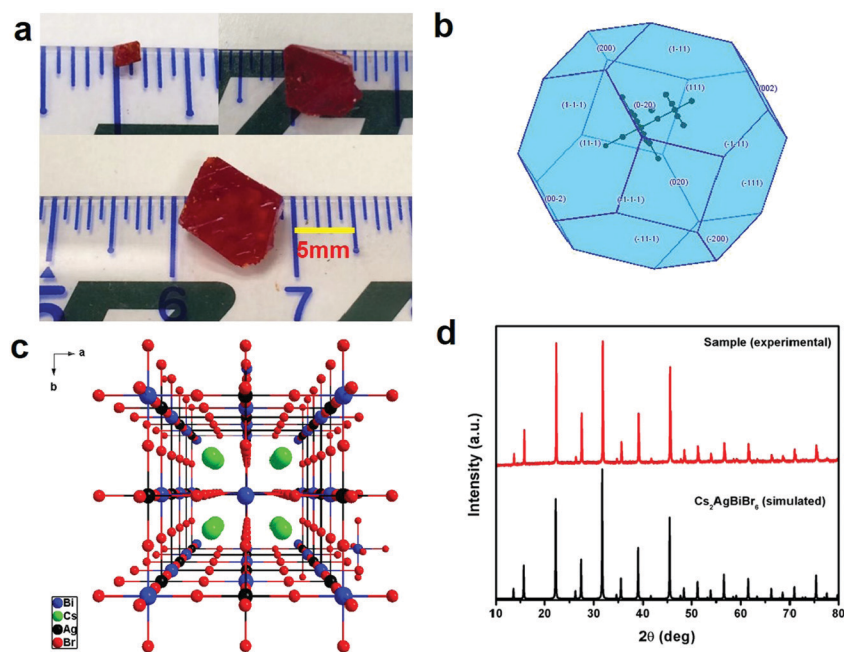 a
5mm
6
7
b
(200)
(1-11)
(002)
(111)
(0-20)
(1-1-1)
(11-1)
(-1-11)
(-111)
(020)
(00-2)
(-1-1-1)
(-200)
(-11-1)
c
a
b
Bi
Cs
Ag
Br
d
Sample (experimental)
Cs₂AgBiBr₆ (simulated)
Intensity (a.u.)
10 20 30 40 50 60 70 80
2θ (deg)